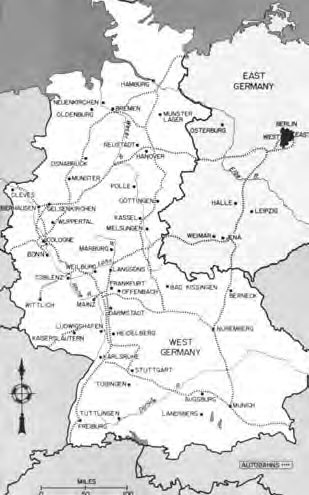 HAMBURG
EAST
GERMANY
NEUENKIRCHEN
BREMEN
OLDENBURG
MUNSTER
LAGER
OSTERBURG
BERLIN
WEST
EAST
NEUSTADT
HANOVER
OSNABRUCK
MUNSTER
POLLE
GOTTINGEN
CLEVES
GELSENKIRCHEN
WUPPERTAL
KASSEL
MELSUNGEN
HALLE
LEIPZIG
COLOGNE
BONN
MARBURG
WEIMAR
JENA
WEILBURG
LANGGONS
COBLENZ
FRANKFURT
OFFENBACH
BAD KISSINGEN
BERNECK
WITTLICH
MAINZ
DARMSTADT
LUDWIGSHAFEN
HEIDELBERG
KAISERSLAUTERN
WEST
GERMANY
NUREMBERG
KARLSRUHE
STUTTGART
TUBINGEN
AUGSBURG
MUNICH
TUTTLINGEN
LANDSBERG
FREIBURG
AUTOBAHNS
MILES
0 50 100